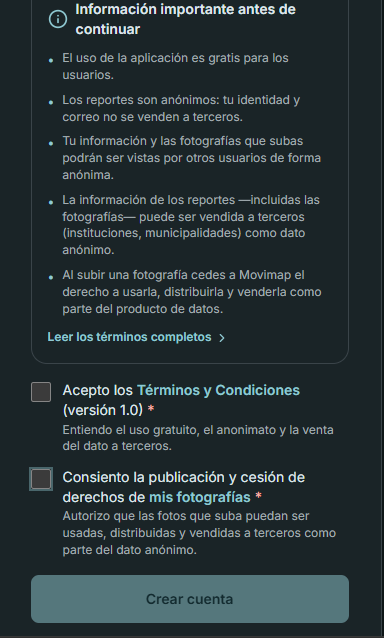 Información importante antes de
continuar
• El uso de la aplicación es gratis para los
usuarios.
• Los reportes son anónimos: tu identidad y
correo no se venden a terceros.
• Tu información y las fotografías que subas
podrán ser vistas por otros usuarios de forma
anónima.
• La información de los reportes —incluidas las
fotografías— puede ser vendida a terceros
(instituciones, municipalidades) como dato
anónimo.
• Al subir una fotografía cedes a Movimap el
derecho a usarla, distribuirla y venderla como
parte del producto de datos.
Leer los términos completos >
Acepto los Términos y Condiciones
(versión 1.0) *
Entiendo el uso gratuito, el anonimato y la venta
del dato a terceros.
Consiento la publicación y cesión de
derechos de mis fotografías *
Autorizo que las fotos que suba puedan ser
usadas, distribuidas y vendidas a terceros como
parte del dato anónimo.
Crear cuenta